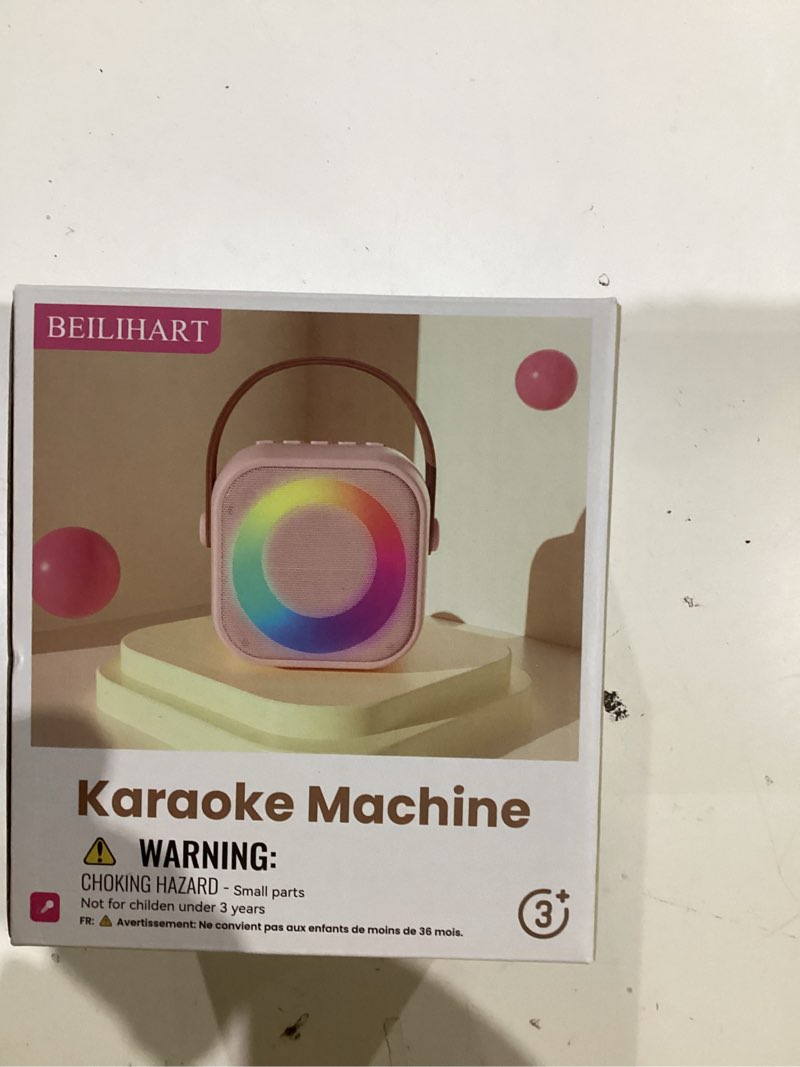 BEILIHART
Karaoke Machine
WARNING:
CHOKING HAZARD - Small parts
Not for childen under 3 years
FR: Avertissement: Ne convient pas aux enfants de moins de 36 mois.
3+